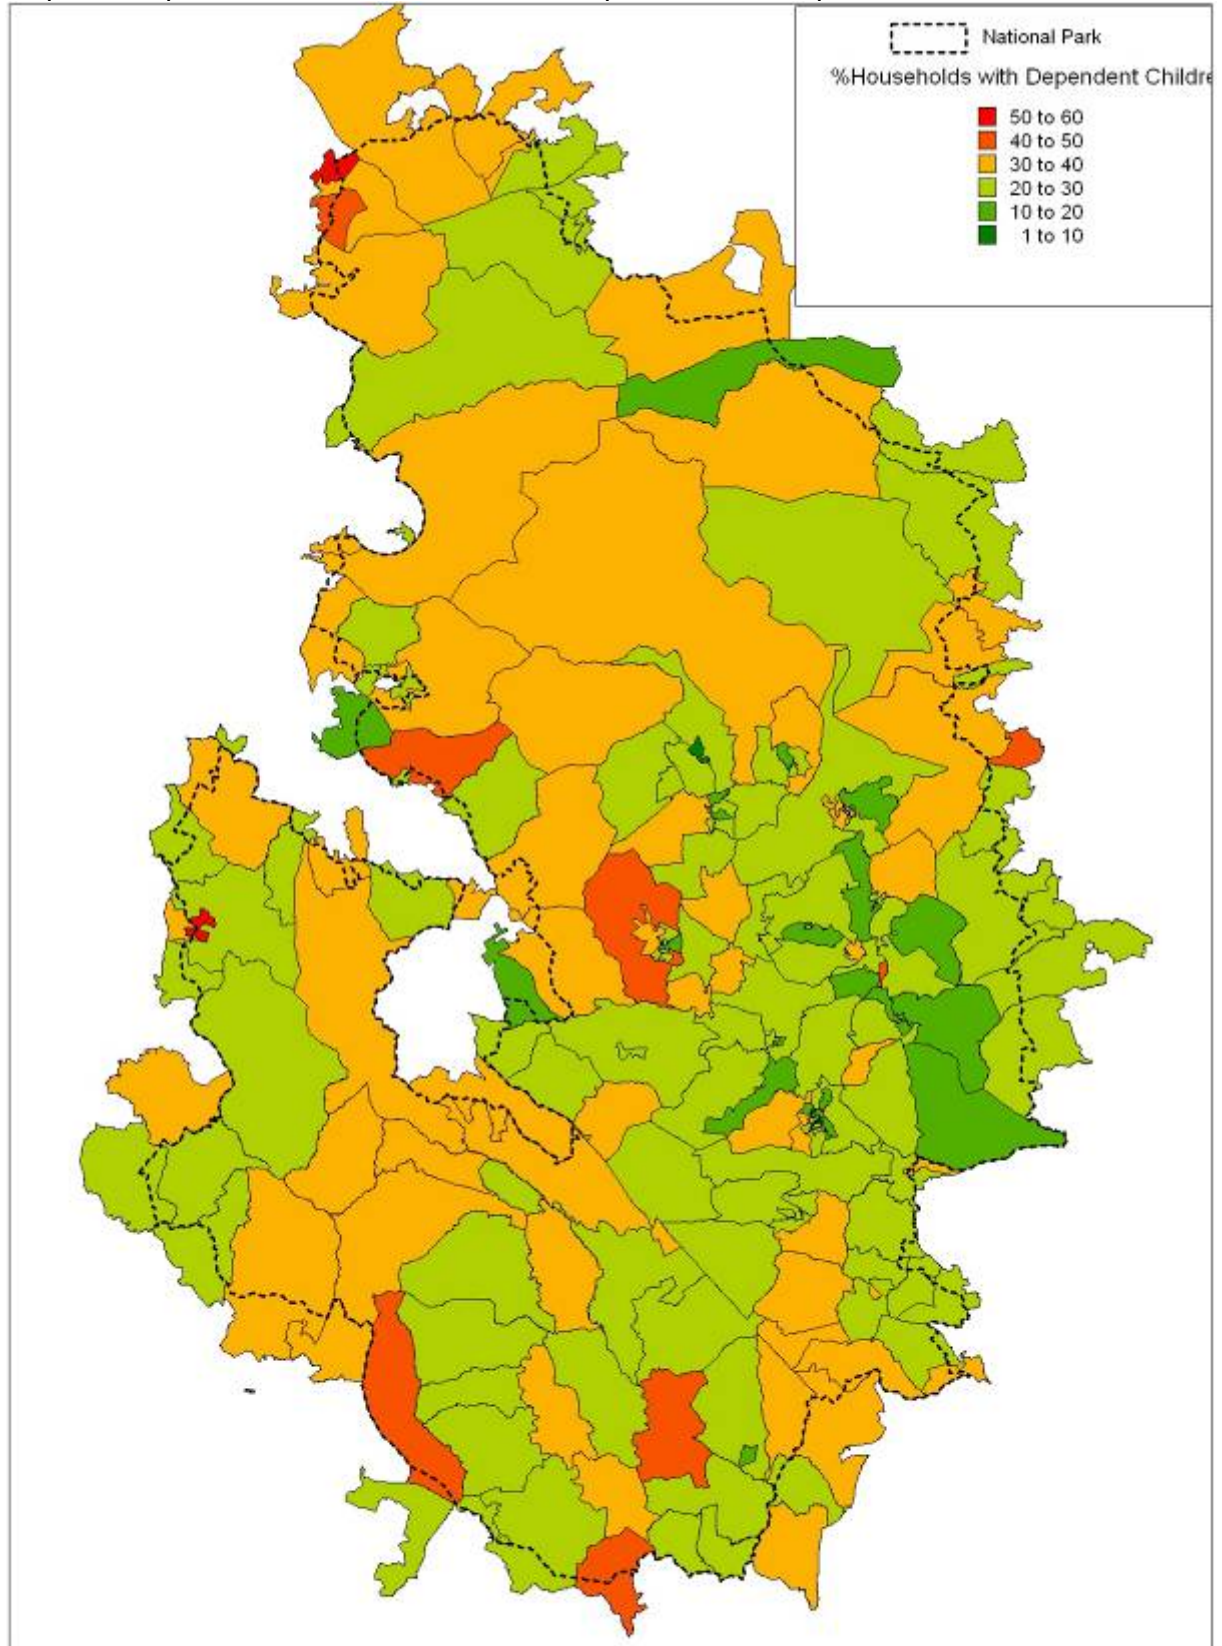 National Park
%Households with Dependent Childre
50 to 60
40 to 50
30 to 40
20 to 30
10 to 20
1 to 10